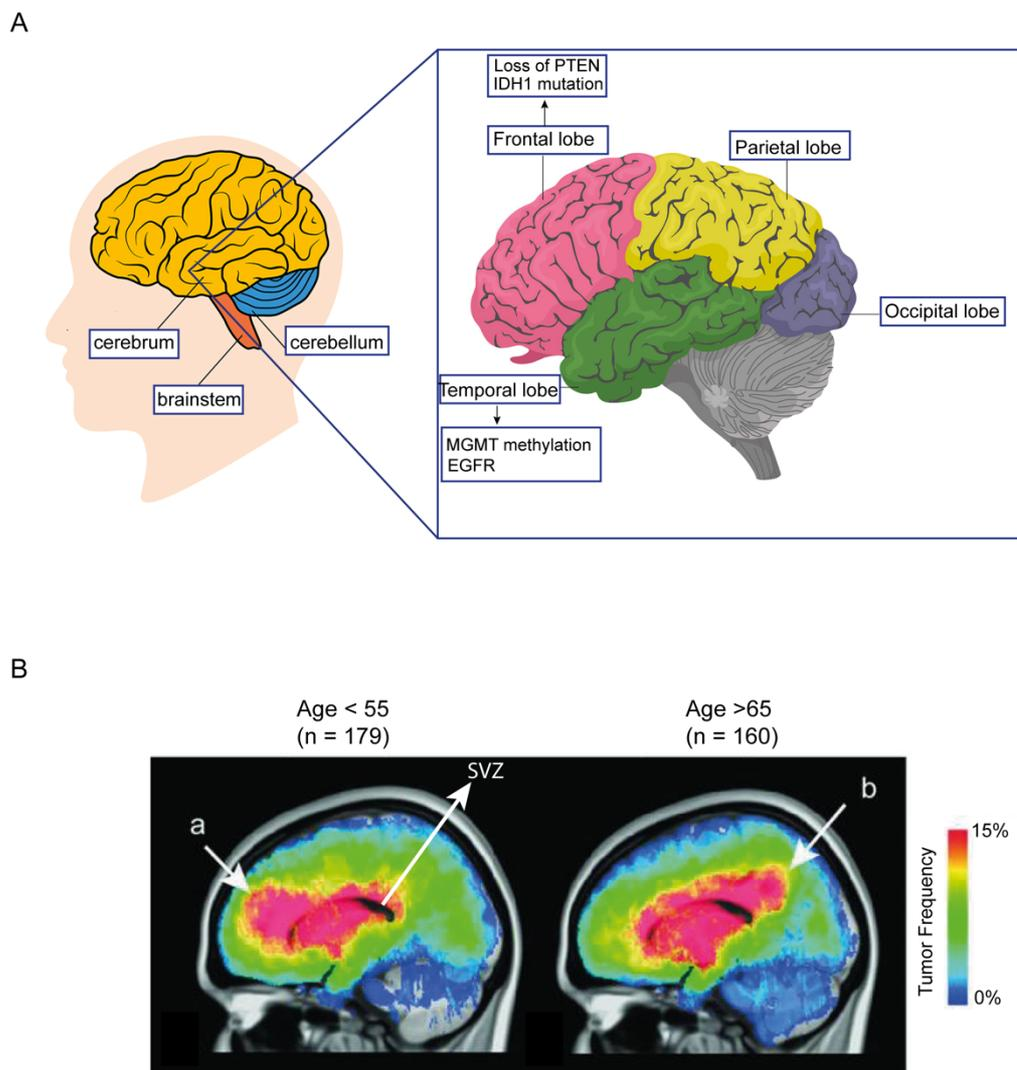 A
Loss of PTEN
IDH1 mutation
Frontal lobe
Parietal lobe
Occipital lobe
cerebrum
cerebellum
brainstem
Temporal lobe
MGMT methylation
EGFR
B
Age < 55
(n = 179)
Age >65
(n = 160)
SVZ
a
b
15%
Tumor Frequency
0%